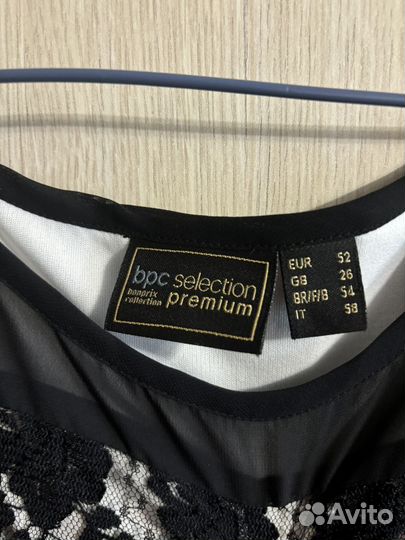 bpc selection
bonprix
collection premium
EUR 52
GB 26
BR/F/B 54
IT 58
Avito